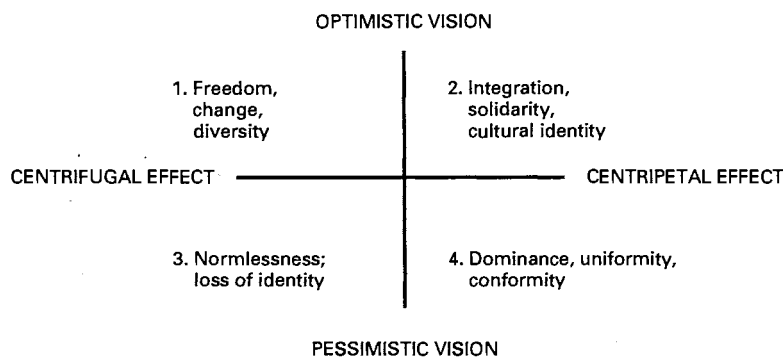 OPTIMISTIC VISION
1. Freedom,
change,
diversity
2. Integration,
solidarity,
cultural identity
CENTRIFUGAL EFFECT
CENTRIPETAL EFFECT
3. Normlessness;
loss of identity
4. Dominance, uniformity,
conformity
PESSIMISTIC VISION